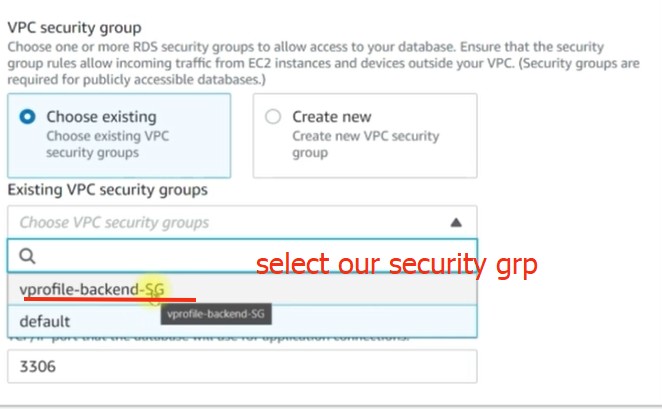 VPC security group
Choose one or more RDS security groups to allow access to your database. Ensure that the security
group rules allow incoming traffic from EC2 instances and devices outside your VPC. (Security groups are
required for publicly accessible databases.)
Choose existing
Choose existing VPC
security groups
Create new
Create new VPC security
group
Existing VPC security groups
Choose VPC security groups
select our security grp
vprofile-backend-SG
vprofile-backend-SG
default
port that the database will use for application connections.
3306